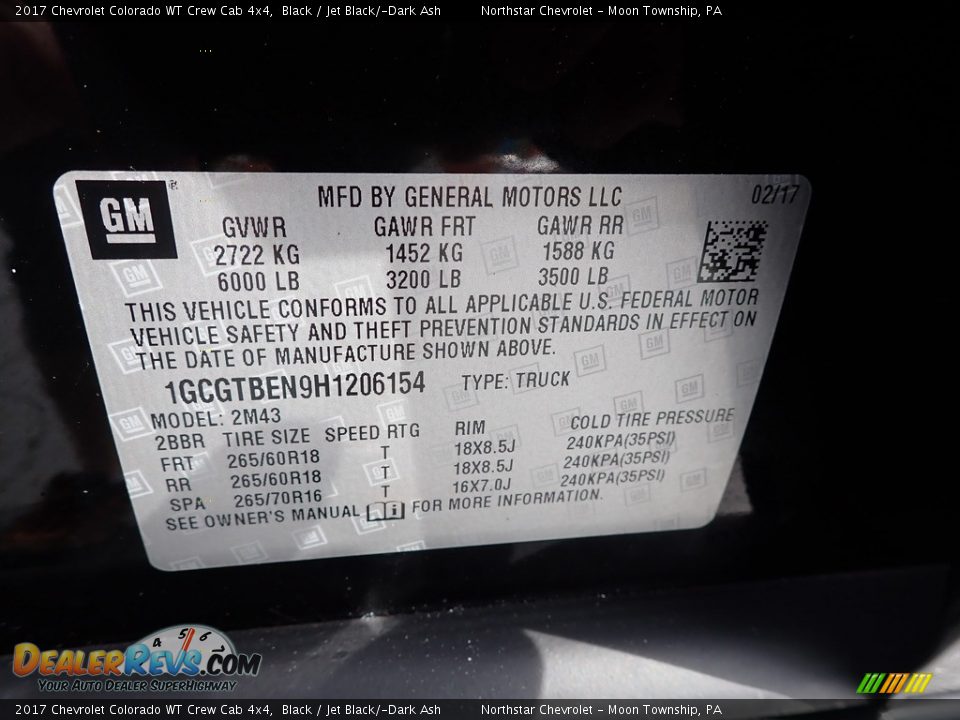 2017 Chevrolet Colorado WT Crew Cab 4x4,  Black / Jet Black/-Dark Ash    Northstar Chevrolet - Moon Township, PA
GM®
MFD BY GENERAL MOTORS LLC    02/17
GVWR    GAWR FRT    GAWR RR
2722 KG    1452 KG    1588 KG
6000 LB    3200 LB    3500 LB
THIS VEHICLE CONFORMS TO ALL APPLICABLE U.S. FEDERAL MOTOR
VEHICLE SAFETY AND THEFT PREVENTION STANDARDS IN EFFECT ON
THE DATE OF MANUFACTURE SHOWN ABOVE.
1GCGTBEN9H1206154    TYPE: TRUCK
MODEL: 2M43
2BBR  TIRE SIZE  SPEED RTG  RIM  COLD TIRE PRESSURE
FRT  265/60R18  T  18X8.5J  240KPA(35PSI)
RR  265/60R18  T  18X8.5J  240KPA(35PSI)
SPA  265/70R16  T  16X7.0J  240KPA(35PSI)
SEE OWNER'S MANUAL i FOR MORE INFORMATION.
4 5 6
DEALERREVS.COM
YOUR AUTO DEALER SUPERHIGHWAY
2017 Chevrolet Colorado WT Crew Cab 4x4,  Black / Jet Black/-Dark Ash    Northstar Chevrolet - Moon Township, PA